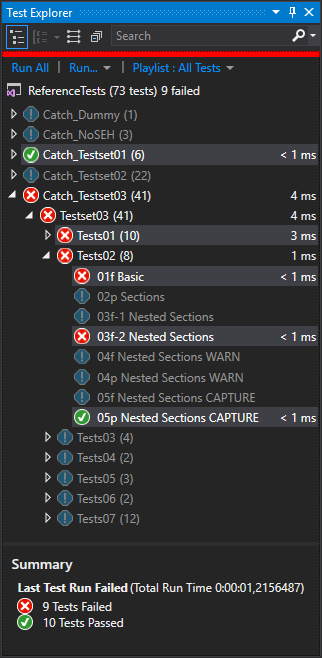 Test Explorer
Search
Run All | Run... | Playlist : All Tests
ReferenceTests (73 tests) 9 failed
Catch_Dummy (1)
Catch_NoSEH (3)
Catch_Testset01 (6) < 1 ms
Catch_Testset02 (22)
Catch_Testset03 (41) 4 ms
Testset03 (41) 4 ms
Tests01 (10) 3 ms
Tests02 (8) 1 ms
01f Basic < 1 ms
02p Sections
03f-1 Nested Sections
03f-2 Nested Sections < 1 ms
04f Nested Sections WARN
04p Nested Sections WARN
05f Nested Sections CAPTURE
05p Nested Sections CAPTURE < 1 ms
Tests03 (4)
Tests04 (2)
Tests05 (3)
Tests06 (2)
Tests07 (12)
Summary
Last Test Run Failed (Total Run Time 0:00:01,2156487)
9 Tests Failed
10 Tests Passed